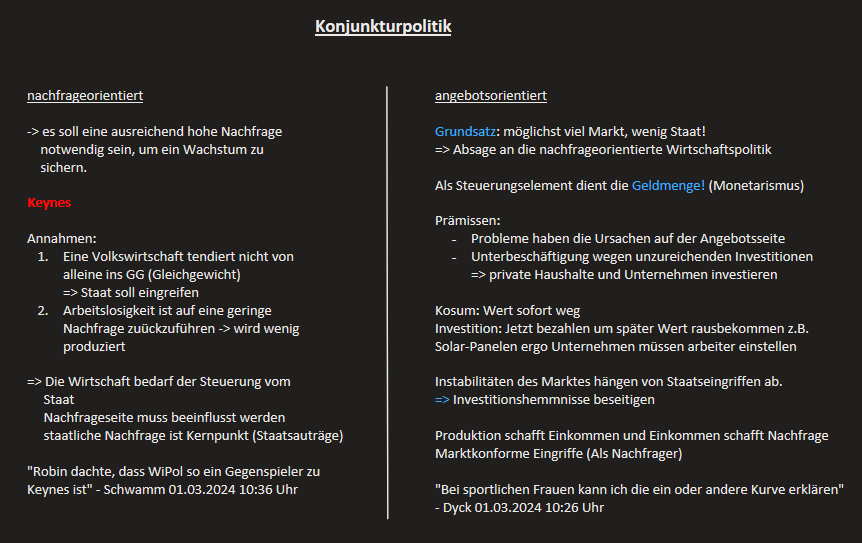 Konjunkturpolitik
nachfrageorientiert
-> es soll eine ausreichend hohe Nachfrage
notwendig sein, um ein Wachstum zu
sichern.
Keynes
Annahmen:
1. Eine Volkswirtschaft tendiert nicht von
alleine ins GG (Gleichgewicht)
=> Staat soll eingreifen
2. Arbeitslosigkeit ist auf eine geringe
Nachfrage zuückzuführen -> wird wenig
produziert
=> Die Wirtschaft bedarf der Steuerung vom
Staat
Nachfrageseite muss beeinflusst werden
staatliche Nachfrage ist Kernpunkt (Staatsauträge)
"Robin dachte, dass WiPol so ein Gegenspieler zu
Keynes ist" - Schwamm 01.03.2024 10:36 Uhr
angebotsorientiert
Grundsatz: möglichst viel Markt, wenig Staat!
=> Absage an die nachfrageorientierte Wirtschaftspolitik
Als Steuerungselement dient die Geldmenge! (Monetarismus)
Prämissen:
- Probleme haben die Ursachen auf der Angebotsseite
- Unterbeschäftigung wegen unzureichenden Investitionen
=> private Haushalte und Unternehmen investieren
Kosum: Wert sofort weg
Investition: Jetzt bezahlen um später Wert rausbekommen z.B.
Solar-Panelen ergo Unternehmen müssen arbeiter einstellen
Instabilitäten des Marktes hängen von Staatseingriffen ab.
=> Investitionshemmnisse beseitigen
Produktion schafft Einkommen und Einkommen schafft Nachfrage
Marktkonforme Eingriffe (Als Nachfrager)
"Bei sportlichen Frauen kann ich die ein oder andere Kurve erklären"
- Dyck 01.03.2024 10:26 Uhr